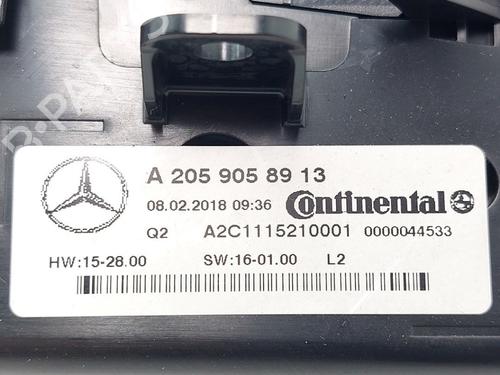 B-PARTS
A 205 905 89 13
08.02.2018 09:36 Continental
Q2 A2C1115210001 0000044533
HW:15-28.00 SW:16-01.00 L2